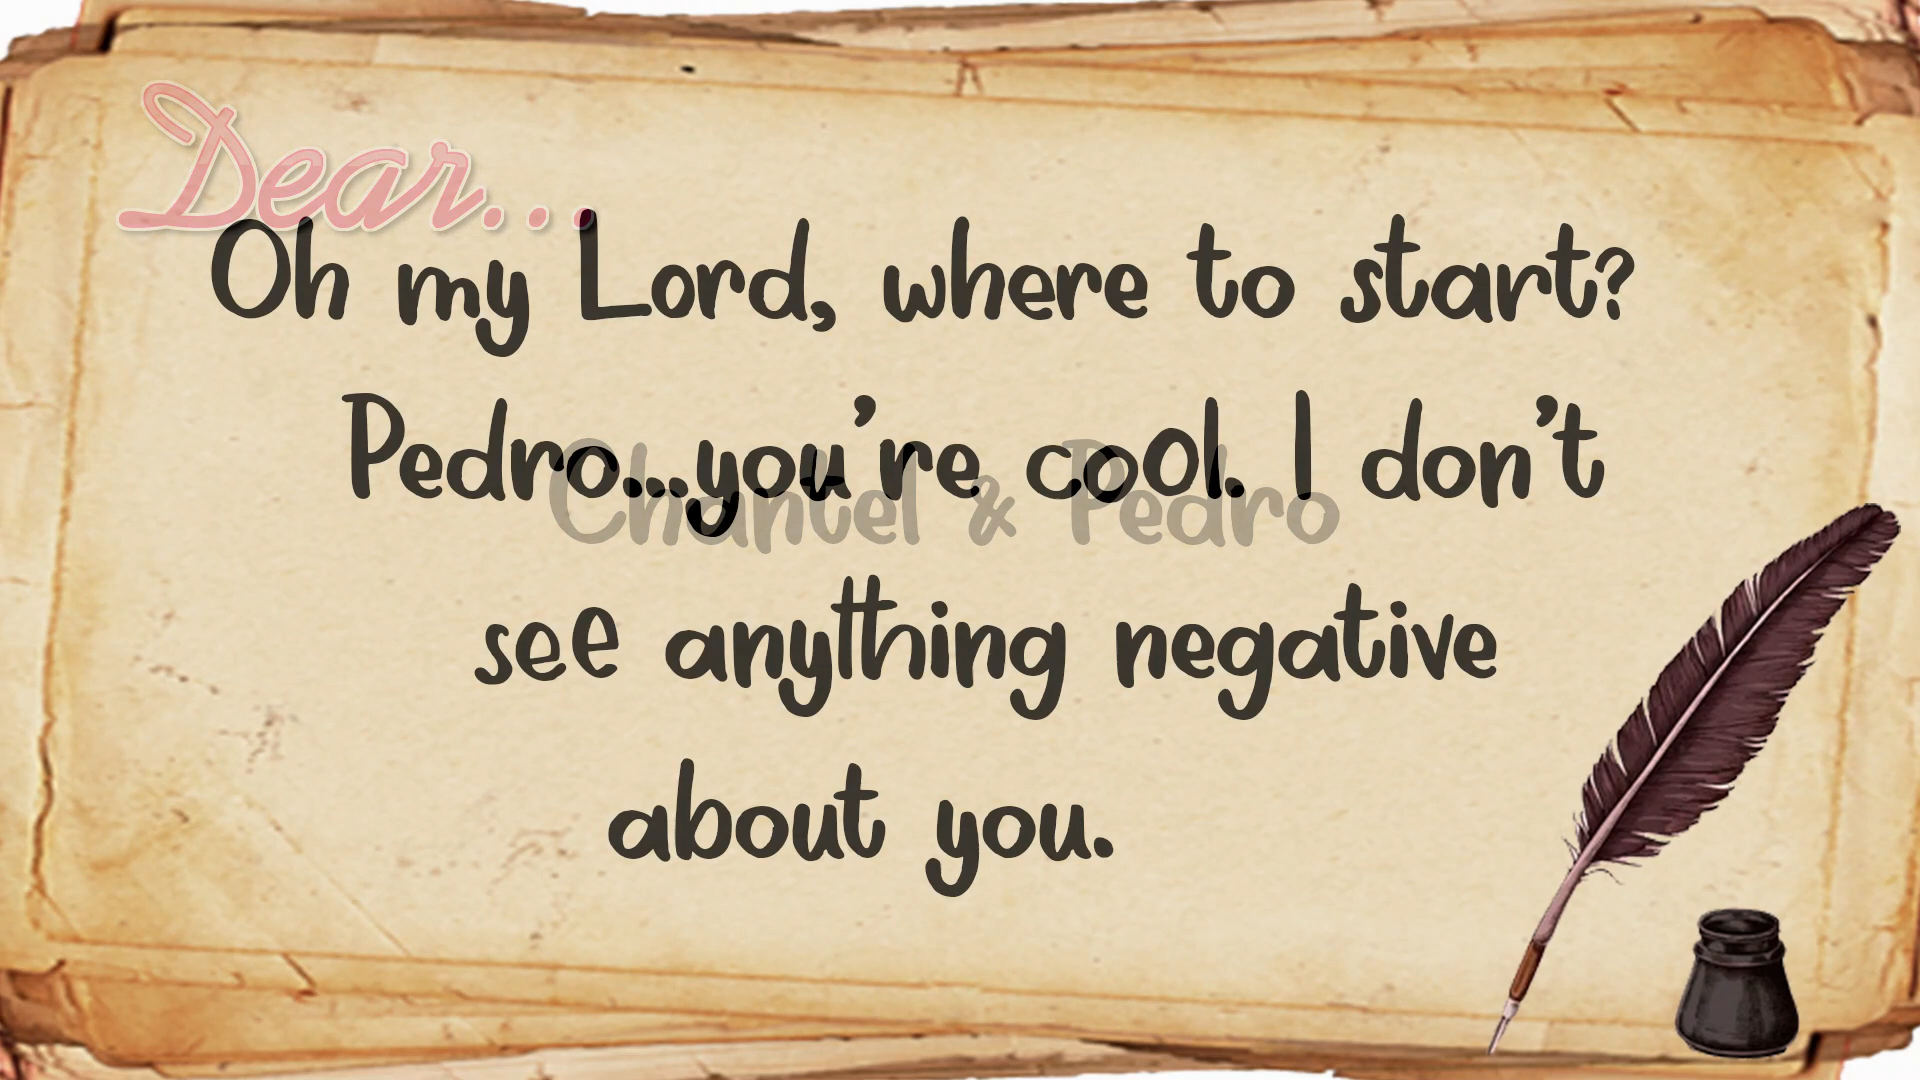 Dear...
Oh my Lord, where to start?
Pedro...you're cool. I don't
Chantel & Pedro
see anything negative
about you.